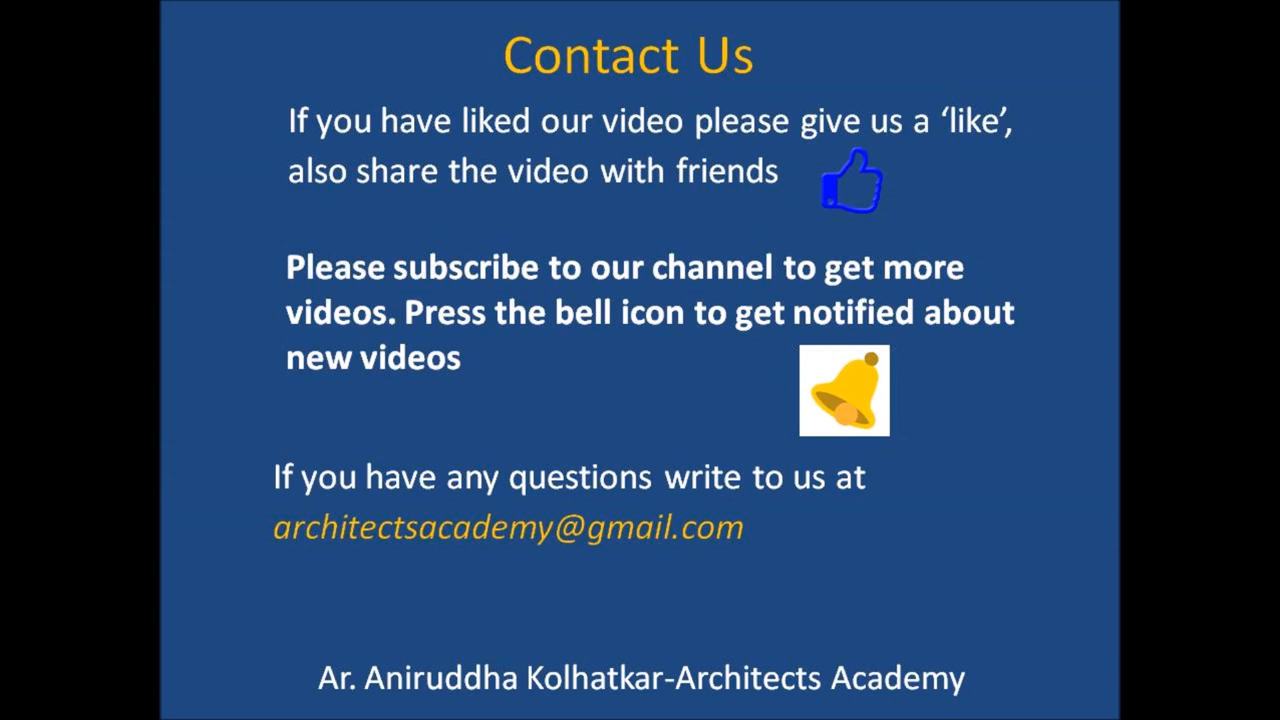 Contact Us
If you have liked our video please give us a ‘like’,
also share the video with friends
Please subscribe to our channel to get more
videos. Press the bell icon to get notified about
new videos
If you have any questions write to us at
architectsacademy@gmail.com
Ar. Aniruddha Kolhatkar-Architects Academy